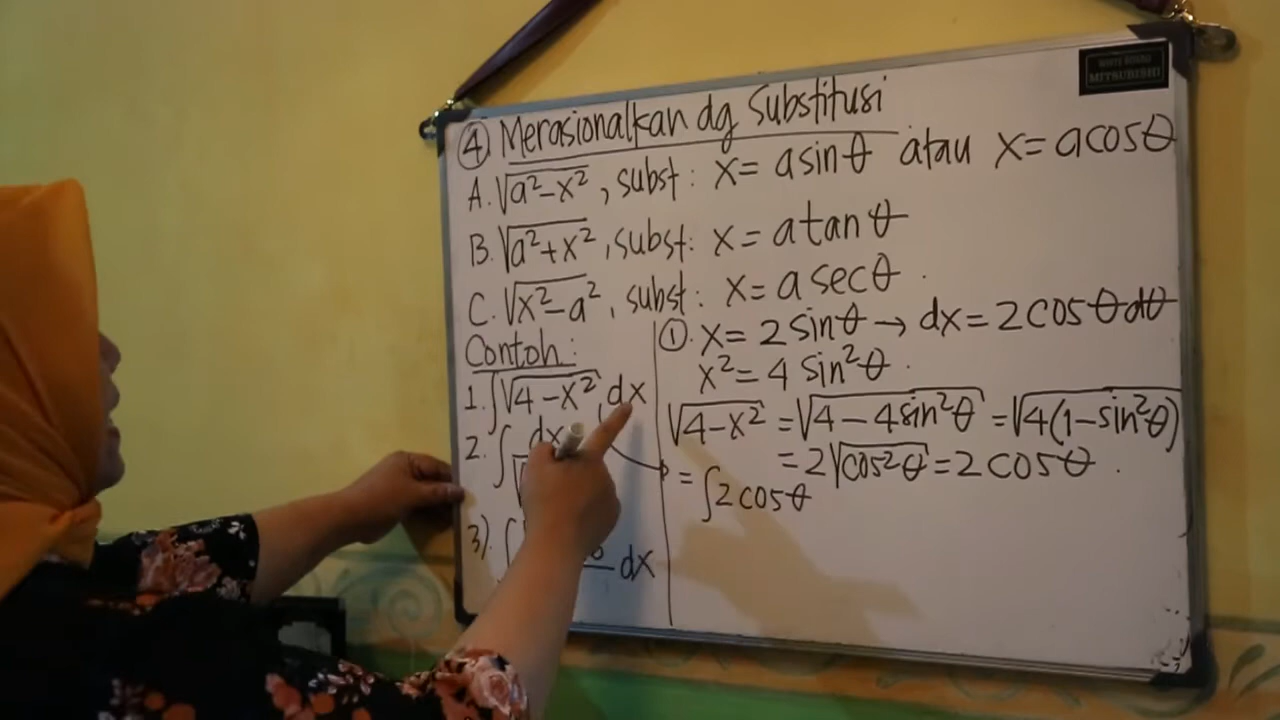 WHITE BOARD
MITSUBISHI
④ Merasionalkan dg Substitusi
A. √(a²-x²), subst: x = a sin θ atau x = a cos θ
B. √(a²+x²), subst: x = a tan θ
C. √(x²-a²), subst: x = a sec θ.
Contoh:
1. ∫√(4-x²) dx
2. ∫ dx
3). ∫ dx
①. x = 2 sin θ → dx = 2 cos θ dθ
x² = 4 sin² θ.
√(4-x²) = √(4-4sin²θ) = √(4(1-sin²θ))
= 2√(cos²θ) = 2 cos θ.
= ∫2 cos θ